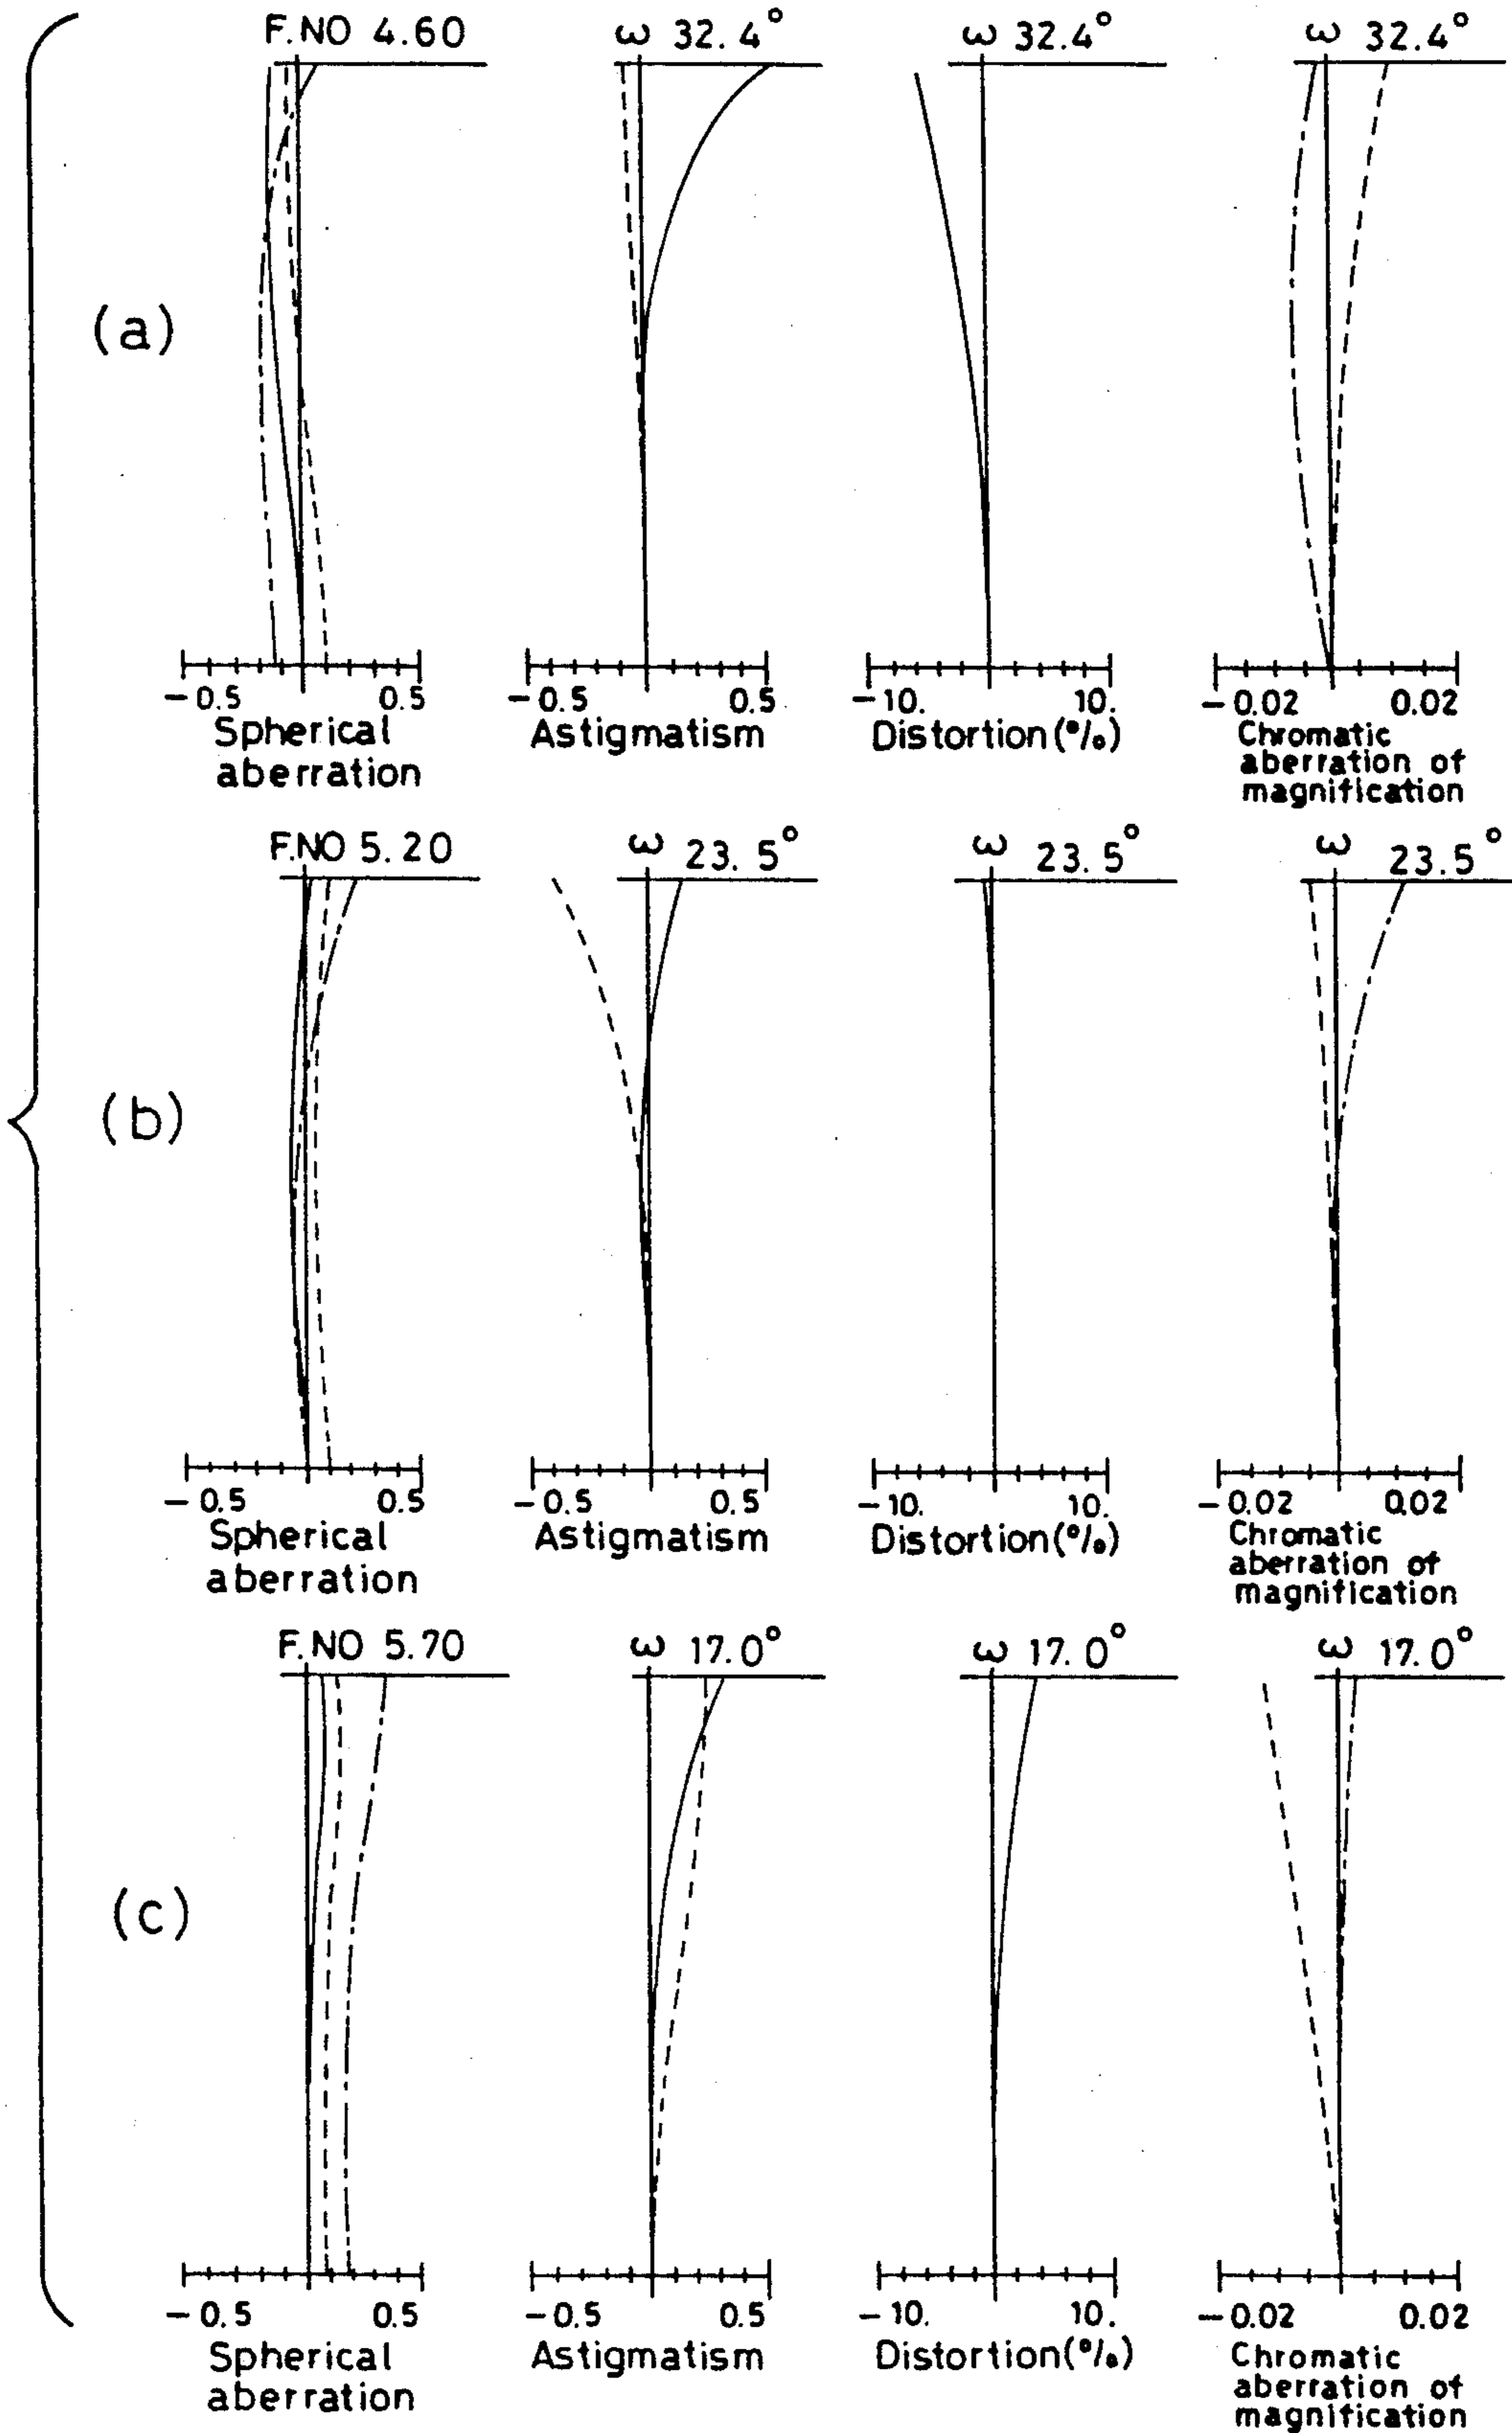 (a)
F.NO 4.60
-0.5 0.5
Spherical
aberration
ω 32.4°
-0.5 0.5
Astigmatism
ω 32.4°
-10. 10.
Distortion(%)
ω 32.4°
-0.02 0.02
Chromatic
aberration of
magnification
(b)
F.NO 5.20
-0.5 0.5
Spherical
aberration
ω 23.5°
-0.5 0.5
Astigmatism
ω 23.5°
-10. 10.
Distortion(%)
ω 23.5°
-0.02 0.02
Chromatic
aberration of
magnification
(c)
F.NO 5.70
-0.5 0.5
Spherical
aberration
ω 17.0°
-0.5 0.5
Astigmatism
ω 17.0°
-10. 10.
Distortion(%)
ω 17.0°
-0.02 0.02
Chromatic
aberration of
magnification